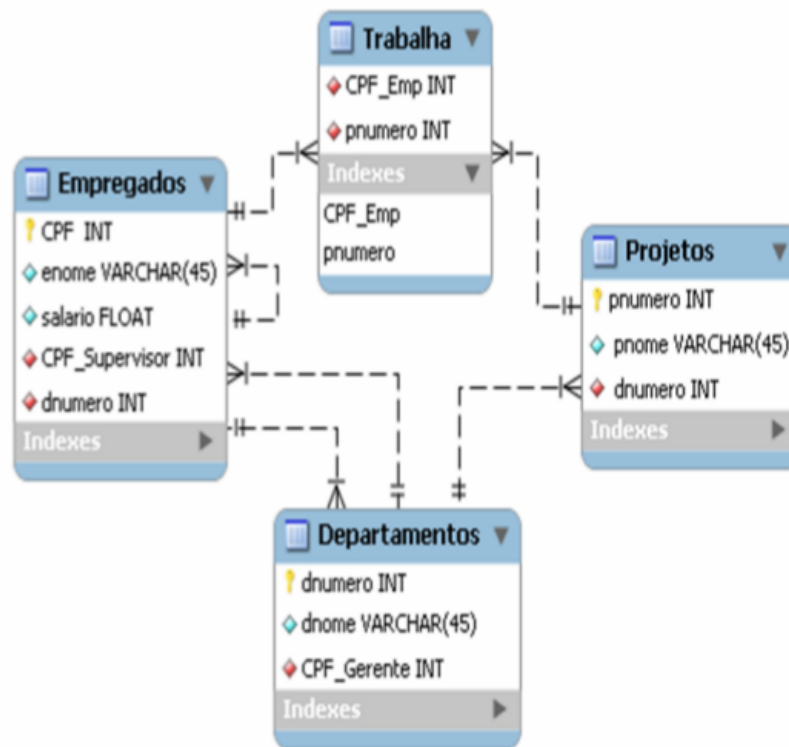 Trabalha
CPF_Emp INT
pnumero INT
Indexes
CPF_Emp
pnumero
Empregados
CPF INT
enome VARCHAR(45)
salario FLOAT
CPF_Supervisor INT
dnumero INT
Indexes
Projetos
pnumero INT
pnome VARCHAR(45)
dnumero INT
Indexes
Departamentos
dnumero INT
dnome VARCHAR(45)
CPF_Gerente INT
Indexes